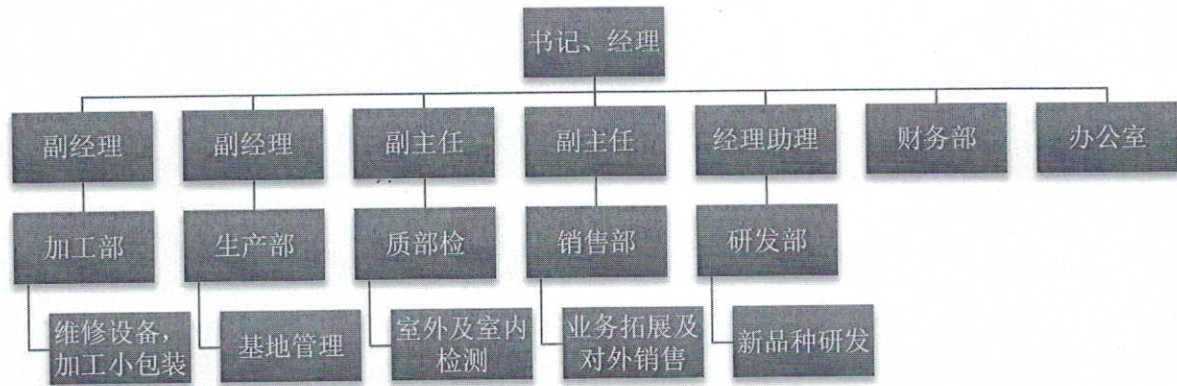 书记、经理
副经理
副经理
副主任
副主任
经理助理
财务部
办公室
加工部
生产部
质部检
销售部
研发部
维修设备，
加工小包装
基地管理
室外及室内
检测
业务拓展及
对外销售
新品种研发